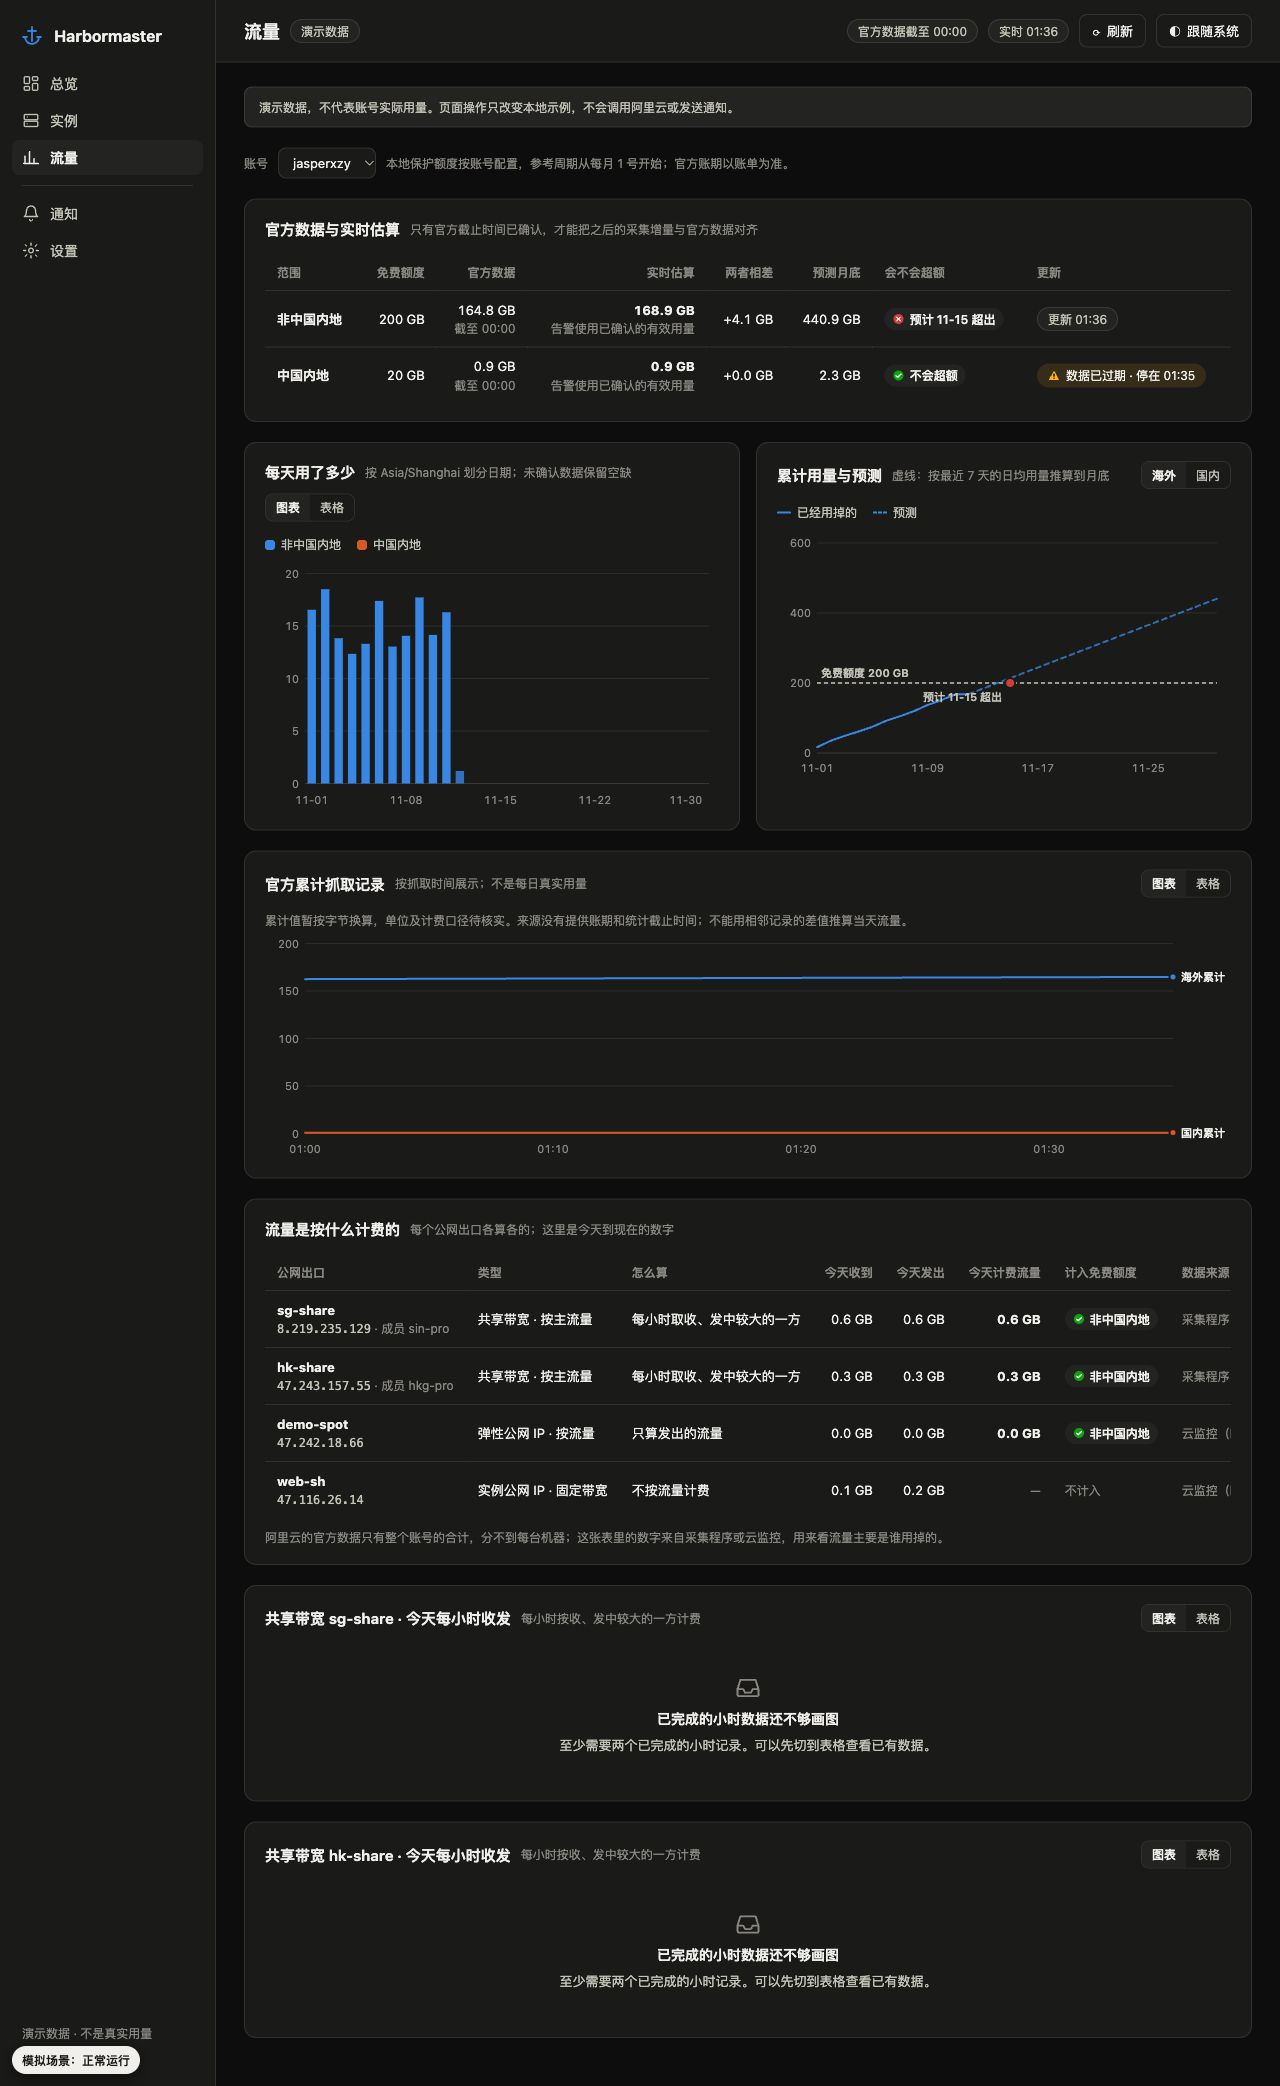 Harbormaster
总览
实例
流量
通知
设置
演示数据 · 不是真实用量
模拟场景：正常运行
流量 演示数据 官方数据截至 00:00 实时 01:36 刷新 跟随系统
演示数据，不代表账号实际用量。页面操作只改变本地示例，不会调用阿里云或发送通知。
账号 jasperxzy 本地保护额度按账号配置，参考周期从每月 1 号开始；官方账期以账单为准。
官方数据与实时估算 只有官方截止时间已确认，才能把之后的采集增量与官方数据对齐
范围 免费额度 官方数据 实时估算 两者相差 预测月底 会不会超额 更新
非中国内地 200 GB 164.8 GB 168.9 GB +4.1 GB 440.9 GB 预计 11-15 超出 更新 01:36
截至 00:00 告警使用已确认的有效用量
中国内地 20 GB 0.9 GB 0.9 GB +0.0 GB 2.3 GB 不会超额 数据已过期 · 停在 01:35
截至 00:00 告警使用已确认的有效用量
每天用了多少 按 Asia/Shanghai 划分日期；未确认数据保留空缺
图表 表格
非中国内地 中国内地
20
15
10
5
0
11-01 11-08 11-15 11-22 11-30
累计用量与预测 虚线：按最近 7 天的日均用量推算到月底 海外 国内
已经用掉的 预测
600
400
免费额度 200 GB
200
预计 11-15 超出
0
11-01 11-09 11-17 11-25
官方累计抓取记录 按抓取时间展示；不是每日真实用量 图表 表格
累计值暂按字节换算，单位及计费口径待核实。来源没有提供账期和统计截止时间；不能用相邻记录的差值推算当天流量。
200
海外累计
150
100
50
0 国内累计
01:00 01:10 01:20 01:30
流量是按什么计费的 每个公网出口各算各的；这里是今天到现在的数字
公网出口 类型 怎么算 今天收到 今天发出 今天计费流量 计入免费额度 数据来源
sg-share
8.219.235.129 · 成员 sin-pro 共享带宽 · 按主流量 每小时取收、发中较大的一方 0.6 GB 0.6 GB 0.6 GB 非中国内地 采集程序
hk-share
47.243.157.55 · 成员 hkg-pro 共享带宽 · 按主流量 每小时取收、发中较大的一方 0.3 GB 0.3 GB 0.3 GB 非中国内地 采集程序
demo-spot
47.242.18.66 弹性公网 IP · 按流量 只算发出的流量 0.0 GB 0.0 GB 0.0 GB 非中国内地 云监控（
web-sh
47.116.26.14 实例公网 IP · 固定带宽 不按流量计费 0.1 GB 0.2 GB — 不计入 云监控（
阿里云的官方数据只有整个账号的合计，分不到每台机器；这张表里的数字来自采集程序或云监控，用来看流量主要是谁用掉的。
共享带宽 sg-share · 今天每小时收发 每小时按收、发中较大的一方计费 图表 表格
已完成的小时数据还不够画图
至少需要两个已完成的小时记录。可以先切到表格查看已有数据。
共享带宽 hk-share · 今天每小时收发 每小时按收、发中较大的一方计费 图表 表格
已完成的小时数据还不够画图
至少需要两个已完成的小时记录。可以先切到表格查看已有数据。